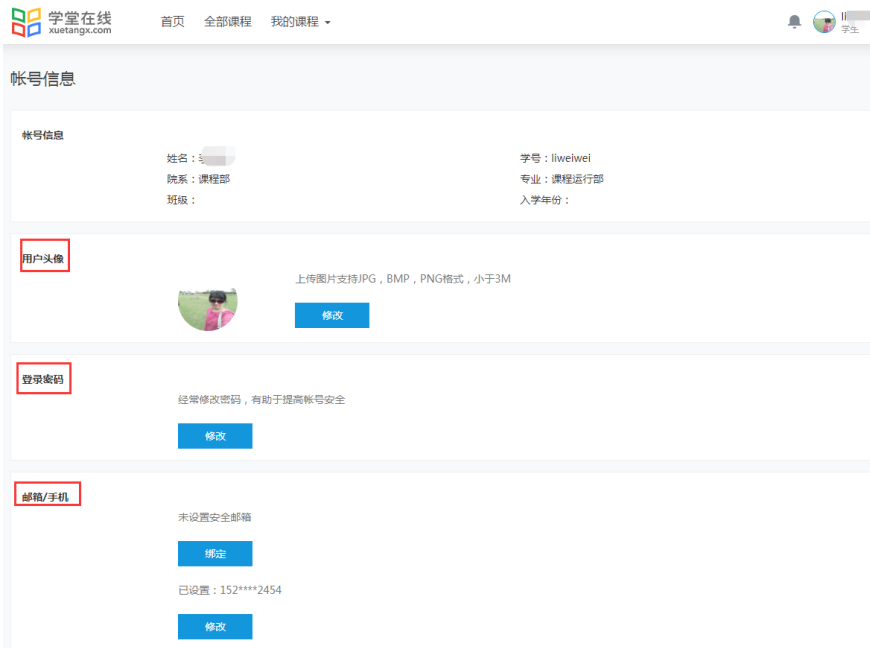 学堂在线
xuetangx.com
首页 全部课程 我的课程
学生
帐号信息
帐号信息
姓名：
学号：liweiwei
院系：课程部
专业：课程运行部
班级：
入学年份：
用户头像
上传图片支持JPG，BMP，PNG格式，小于3M
修改
登录密码
经常修改密码，有助于提高帐号安全
修改
邮箱/手机
未设置安全邮箱
绑定
已设置：152****2454
修改